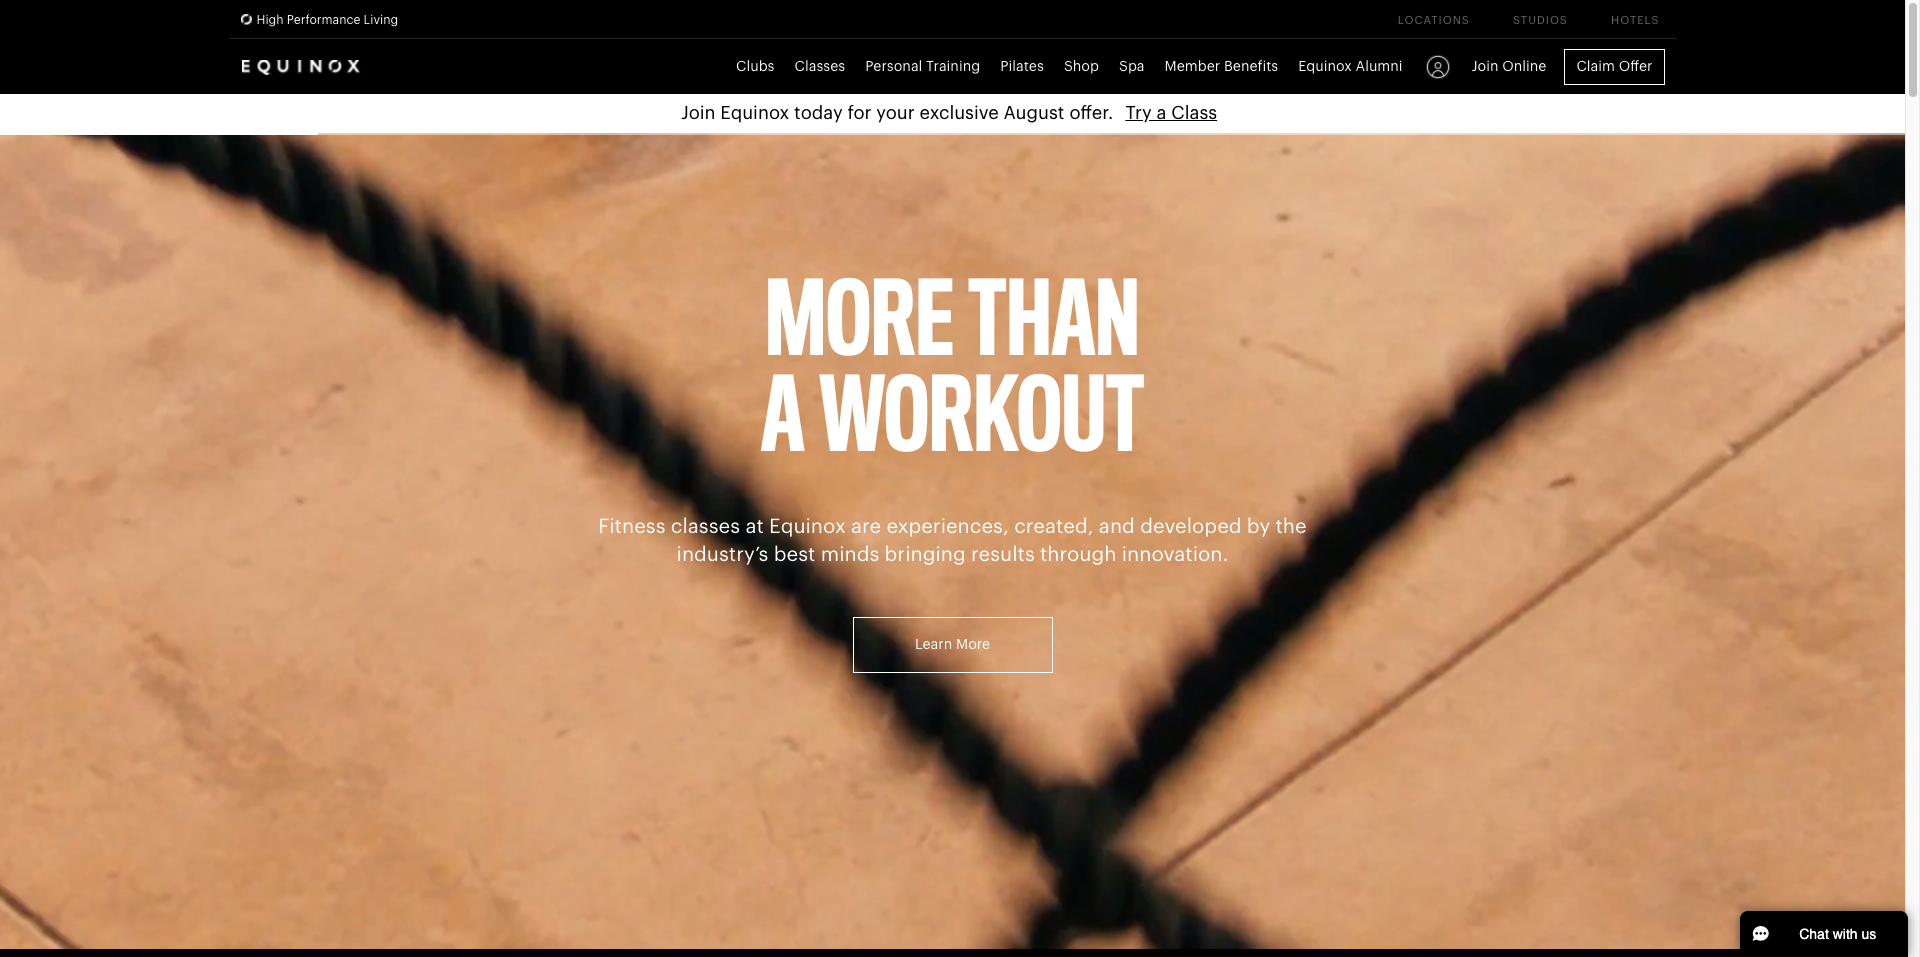 High Performance Living
LOCATIONS STUDIOS HOTELS
EQUINOX
Clubs Classes Personal Training Pilates Shop Spa Member Benefits Equinox Alumni Join Online Claim Offer
Join Equinox today for your exclusive August offer. Try a Class
MORE THAN
A WORKOUT
Fitness classes at Equinox are experiences, created, and developed by the
industry’s best minds bringing results through innovation.
Learn More
Chat with us